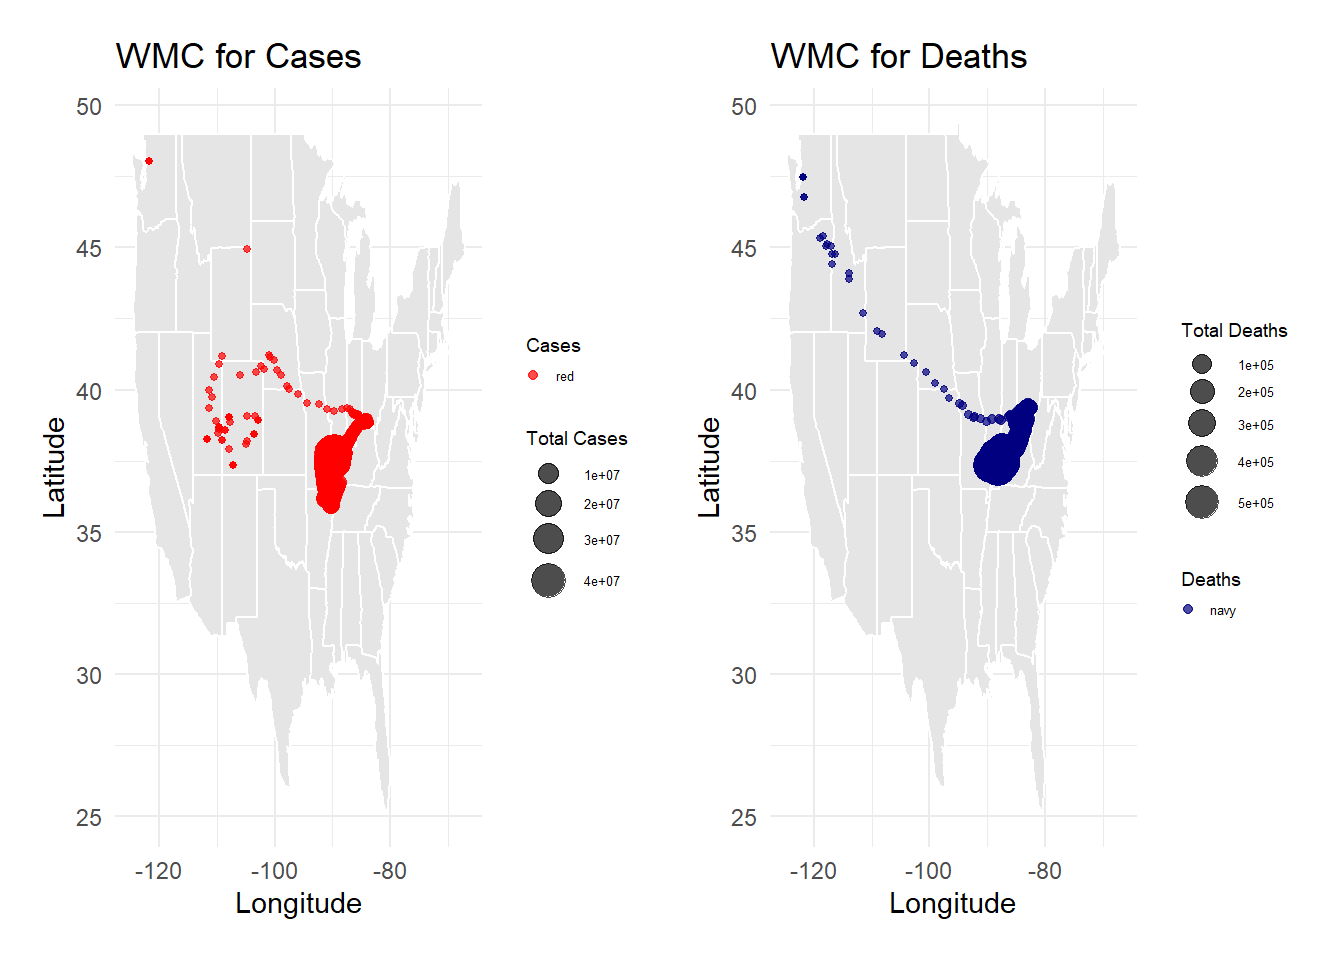 WMC for Cases
50
45
40
35
30
25
Latitude
-120
-100
-80
Longitude
Cases
red
Total Cases
1e+07
2e+07
3e+07
4e+07
WMC for Deaths
50
45
40
35
30
25
Latitude
-120
-100
-80
Longitude
Total Deaths
1e+05
2e+05
3e+05
4e+05
5e+05
Deaths
navy